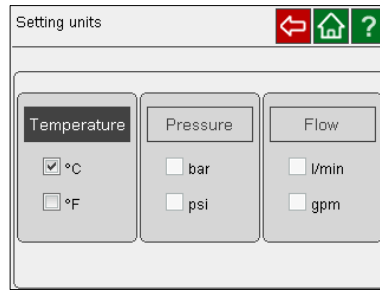 Setting units
?
Temperature
°C
°F
Pressure
bar
psi
Flow
l/min
gpm